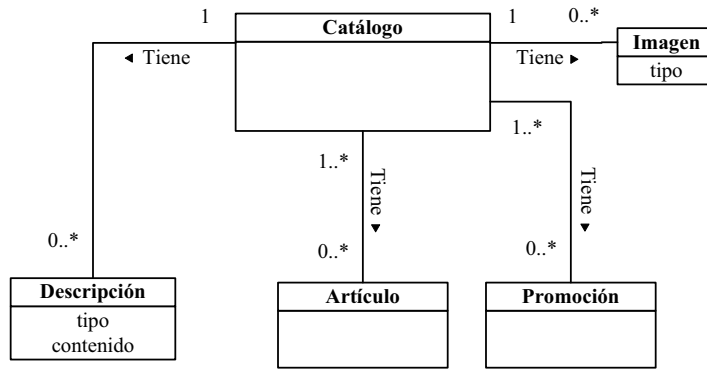 1 Catálogo 1 0..*
◄ Tiene Tiene ► Imagen
tipo
1..* 1..*
Tiene ► Tiene ►
0..* 0..* 0..*
Descripción Artículo Promoción
tipo
contenido